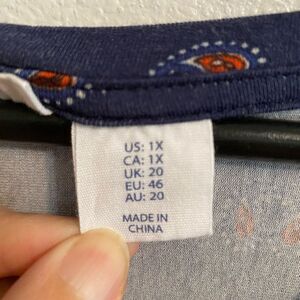 US: 1X
CA: 1X
UK: 20
EU: 46
AU: 20
MADE IN
CHINA